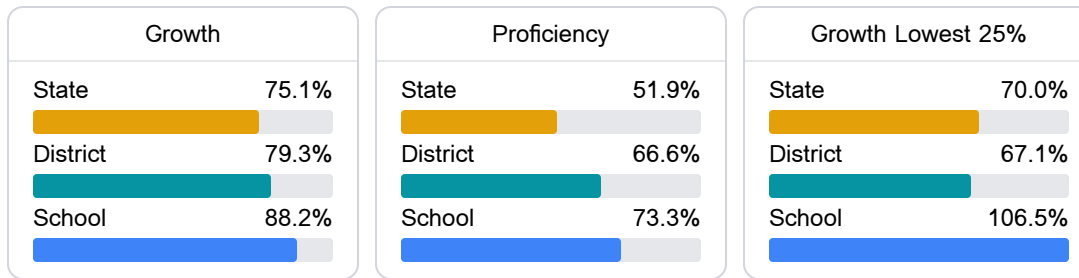 Growth
State 75.1%
District 79.3%
School 88.2%
Proficiency
State 51.9%
District 66.6%
School 73.3%
Growth Lowest 25%
State 70.0%
District 67.1%
School 106.5%